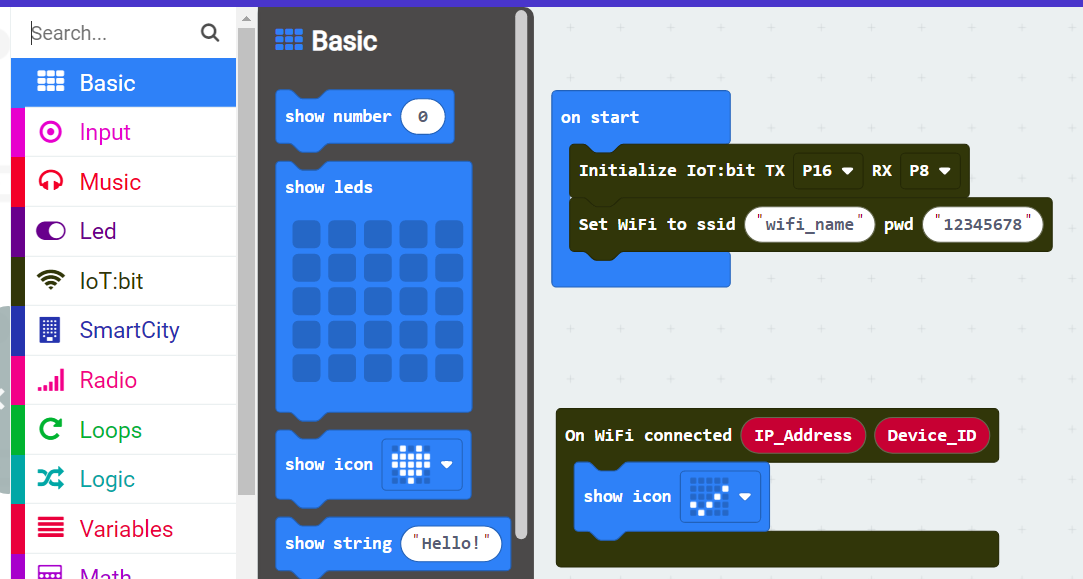 Search...
Basic
Input
Music
Led
IoT:bit
SmartCity
Radio
Loops
Logic
Variables
Math
Basic
show number 0
show leds
show icon
show string "Hello!"
on start
Initialize IoT:bit TX P16 RX P8
Set WiFi to ssid "wifi_name" pwd "12345678"
On WiFi connected IP_Address Device_ID
show icon